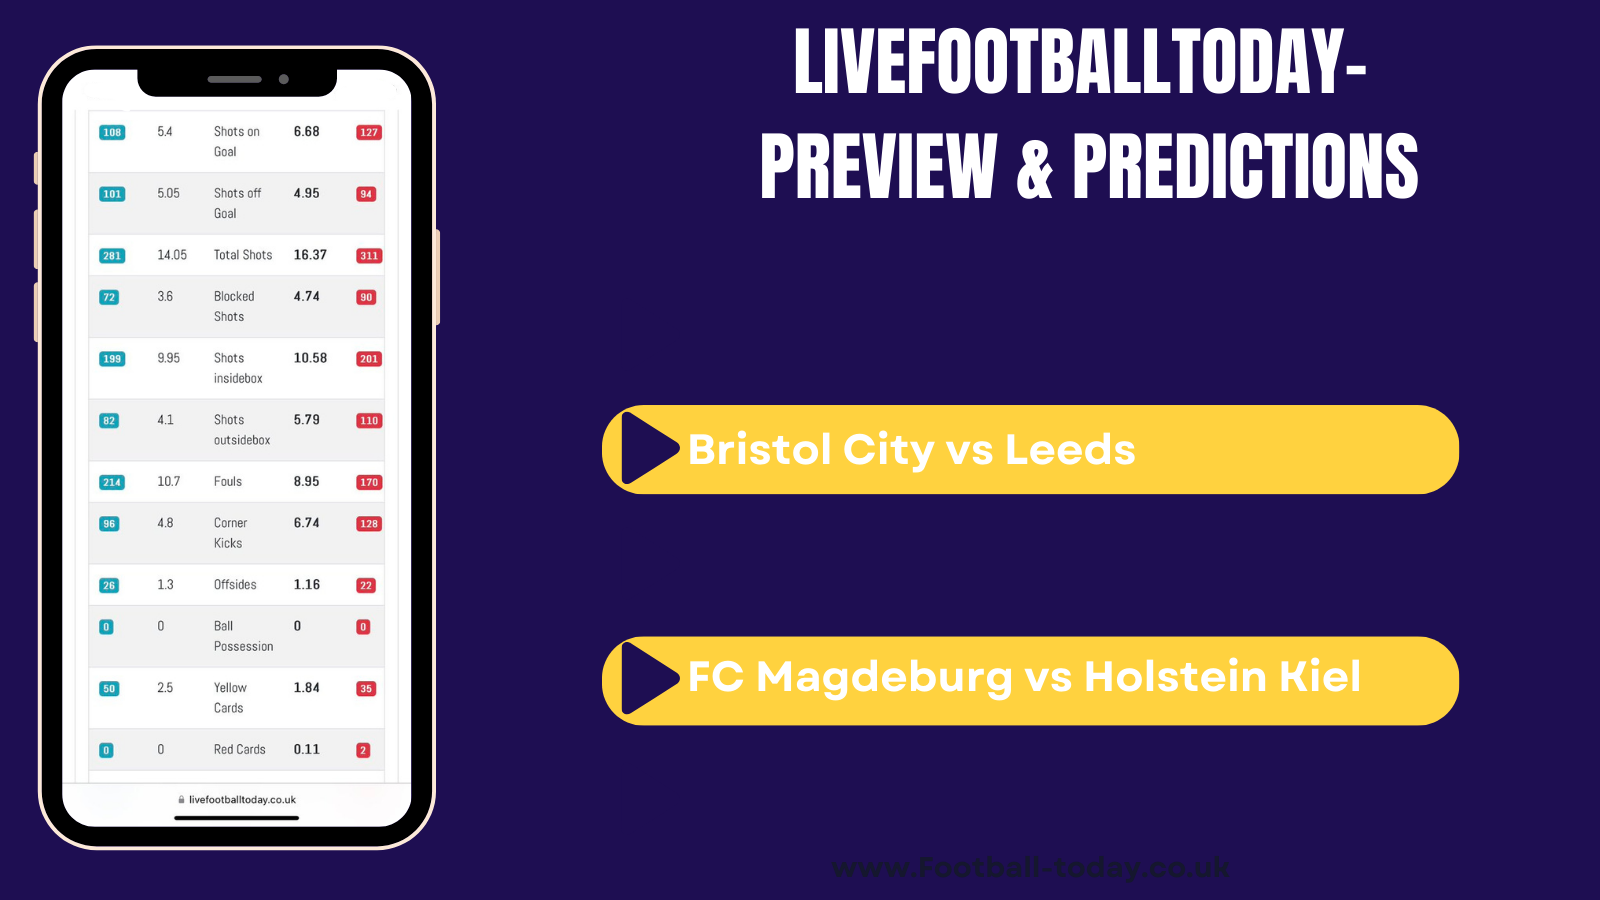 LIVEFOOTBALLTODAY-
PREVIEW & PREDICTIONS
108 5.4 Shots on 6.68 127
Goal
101 5.05 Shots off 4.95 94
Goal
281 14.05 Total Shots 16.37 311
72 3.6 Blocked 4.74 90
Shots
199 9.95 Shots 10.58 201
insidebox
82 4.1 Shots 5.79 110
outsidebox
214 10.7 Fouls 8.95 170
96 4.8 Corner 6.74 128
Kicks
26 1.3 Offsides 1.16 22
0 0 Ball 0 0
Possession
50 2.5 Yellow 1.84 35
Cards
0 0 Red Cards 0.11 2
livefootballtoday.co.uk
Bristol City vs Leeds
FC Magdeburg vs Holstein Kiel
www.Football-today.co.uk